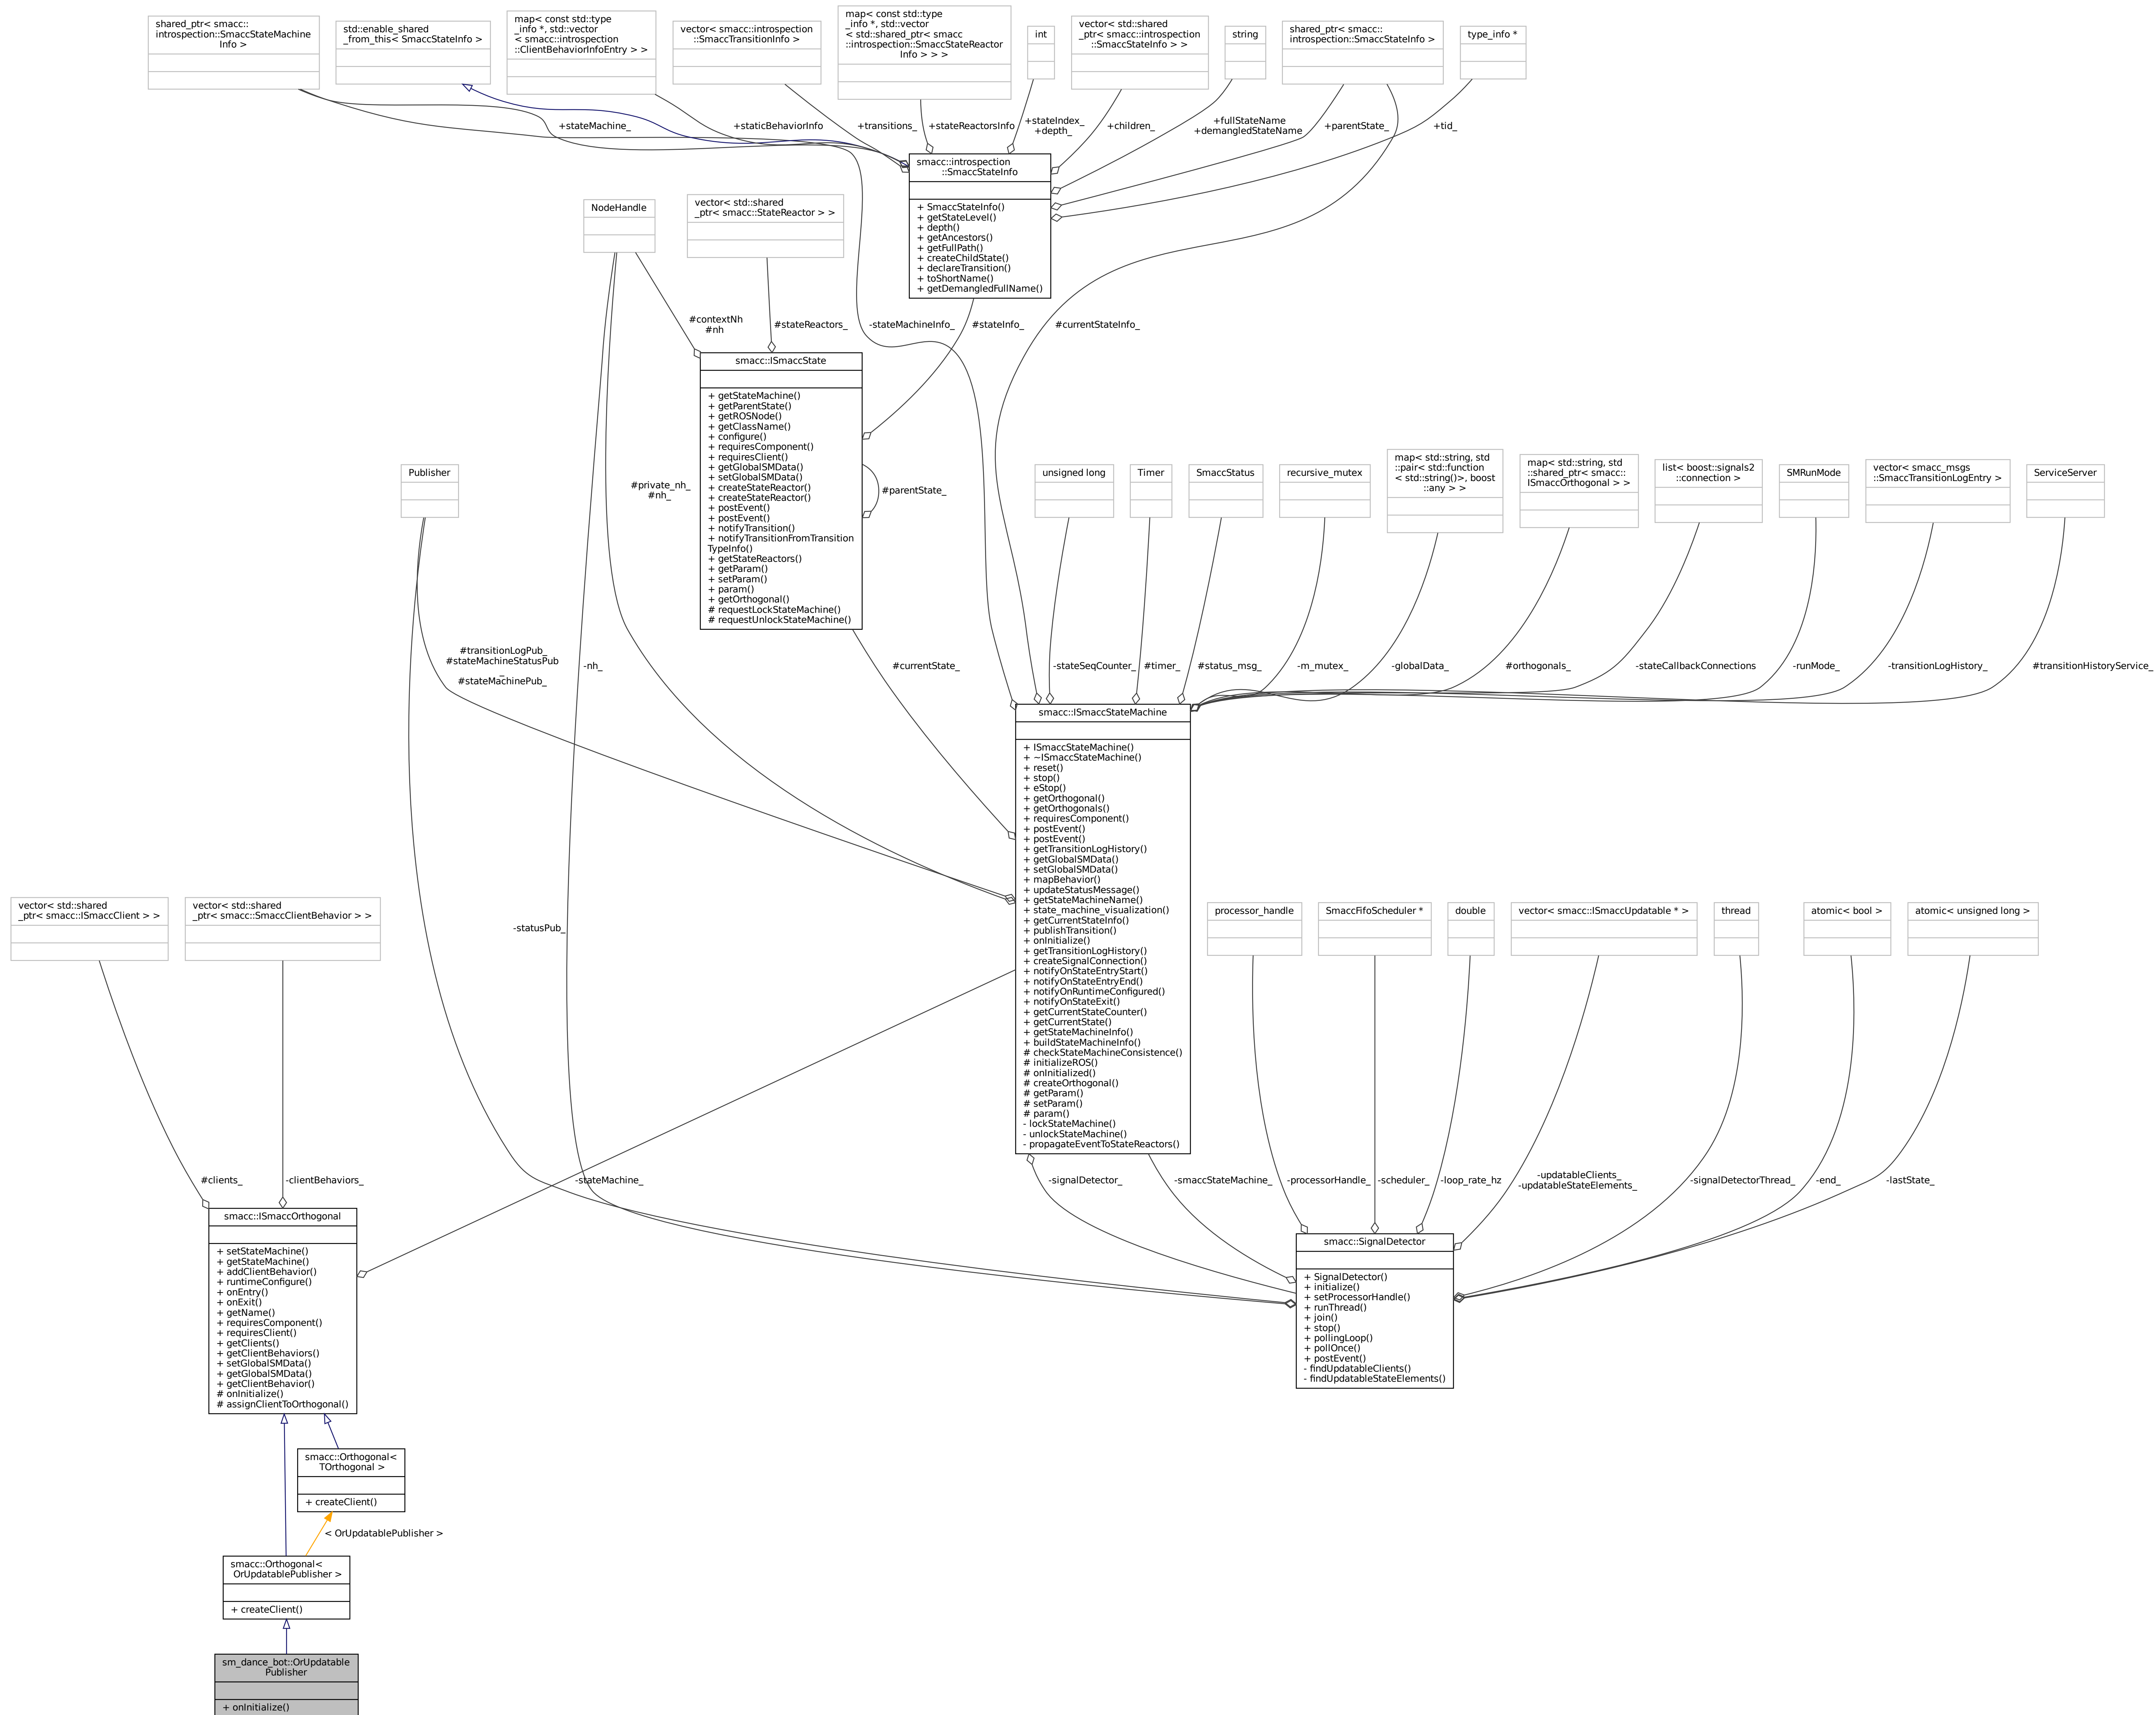 shared_ptr< smacc::
introspection::SmaccStateMachine
Info >
std::enable_shared
_from_this< SmaccStateInfo >
map< const std::type
_info *, std::vector
< smacc::introspection
::ClientBehaviorInfoEntry > >
vector< smacc::introspection
::SmaccTransitionInfo >
map< const std::type
_info *, std::vector
< std::shared_ptr< smacc
::introspection::SmaccStateReactor
Info > > >
int
vector< std::shared
_ptr< smacc::introspection
::SmaccStateInfo > >
string
shared_ptr< smacc::
introspection::SmaccStateInfo >
type_info *
+stateMachine_
+staticBehaviorInfo
+transitions_
+stateReactorsInfo
+stateIndex_
+depth_
+children_
+fullStateName
+demangledStateName
+parentState_
+tid_
smacc::introspection
::SmaccStateInfo
+ SmaccStateInfo()
+ getStateLevel()
+ depth()
+ getAncestors()
+ getFullPath()
+ createChildState()
+ declareTransition()
+ toShortName()
+ getDemangledFullName()
NodeHandle
vector< std::shared
_ptr< smacc::StateReactor > >
#contextNh
#nh
#stateReactors_
-stateMachineInfo_
#stateInfo_
#currentStateInfo_
smacc::ISmaccState
+ getStateMachine()
+ getParentState()
+ getROSNode()
+ getClassName()
+ configure()
+ requiresComponent()
+ requiresClient()
+ getGlobalSMData()
+ setGlobalSMData()
+ createStateReactor()
+ createStateReactor()
+ postEvent()
+ postEvent()
+ notifyTransition()
+ notifyTransitionFromTransition
TypeInfo()
+ getStateReactors()
+ getParam()
+ setParam()
+ param()
+ getOrthogonal()
# requestLockStateMachine()
# requestUnlockStateMachine()
#parentState_
Publisher
#private_nh_
#nh_
unsigned long
Timer
SmaccStatus
recursive_mutex
map< std::string, std
::pair< std::function
< std::string()>, boost
::any > >
map< std::string, std
::shared_ptr< smacc::
ISmaccOrthogonal > >
list< boost::signals2
::connection >
SMRunMode
vector< smacc_msgs
::SmaccTransitionLogEntry >
ServiceServer
#transitionLogPub_
#stateMachineStatusPub
_
#stateMachinePub_
-nh_
#currentState_
-stateSeqCounter_
#timer_
#status_msg_
-m_mutex_
-globalData_
#orthogonals_
-stateCallbackConnections
-runMode_
-transitionLogHistory_
#transitionHistoryService_
smacc::ISmaccStateMachine
+ ISmaccStateMachine()
+ ~ISmaccStateMachine()
+ reset()
+ stop()
+ eStop()
+ getOrthogonal()
+ getOrthogonals()
+ requiresComponent()
+ postEvent()
+ postEvent()
+ getTransitionLogHistory()
+ getGlobalSMData()
+ setGlobalSMData()
+ mapBehavior()
+ updateStatusMessage()
+ getStateMachineName()
+ state_machine_visualization()
+ getCurrentStateInfo()
+ publishTransition()
+ onInitialize()
+ getTransitionLogHistory()
+ createSignalConnection()
+ notifyOnStateEntryStart()
+ notifyOnStateEntryEnd()
+ notifyOnRuntimeConfigured()
+ notifyOnStateExit()
+ getCurrentStateCounter()
+ getCurrentState()
+ getStateMachineInfo()
+ buildStateMachineInfo()
# checkStateMachineConsistence()
# initializeROS()
# onInitialized()
# createOrthogonal()
# getParam()
# setParam()
# param()
- lockStateMachine()
- unlockStateMachine()
- propagateEventToStateReactors()
vector< std::shared
_ptr< smacc::ISmaccClient > >
vector< std::shared
_ptr< smacc::SmaccClientBehavior > >
-statusPub_
processor_handle
SmaccFifoScheduler *
double
vector< smacc::ISmaccUpdatable * >
thread
atomic< bool >
atomic< unsigned long >
#clients_
-clientBehaviors_
-stateMachine_
-signalDetector_
-smaccStateMachine_
-processorHandle_
-scheduler_
-loop_rate_hz
-updatableClients_
-updatableStateElements_
-signalDetectorThread_
-end_
-lastState_
smacc::ISmaccOrthogonal
+ setStateMachine()
+ getStateMachine()
+ addClientBehavior()
+ runtimeConfigure()
+ onEntry()
+ onExit()
+ getName()
+ requiresComponent()
+ requiresClient()
+ getClients()
+ getClientBehaviors()
+ setGlobalSMData()
+ getGlobalSMData()
+ getClientBehavior()
# onInitialize()
# assignClientToOrthogonal()
smacc::SignalDetector
+ SignalDetector()
+ initialize()
+ setProcessorHandle()
+ runThread()
+ join()
+ stop()
+ pollingLoop()
+ pollOnce()
+ postEvent()
- findUpdatableClients()
- findUpdatableStateElements()
smacc::Orthogonal<
TOrthogonal >
+ createClient()
< OrUpdatablePublisher >
smacc::Orthogonal<
OrUpdatablePublisher >
+ createClient()
sm_dance_bot::OrUpdatable
Publisher
+ onInitialize()